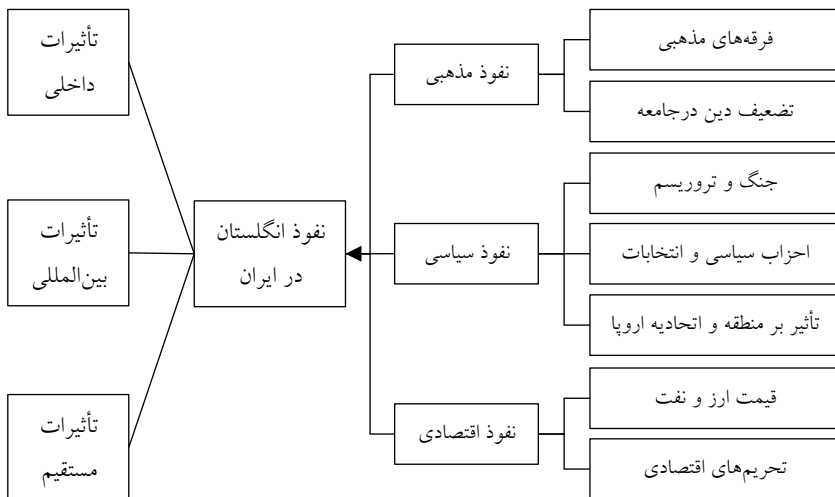 فرقه‌های مذهبی
تضعیف دین درجامعه
جنگ و تروریسم
احزاب سیاسی و انتخابات
تأثیر بر منطقه و اتحادیه اروپا
قیمت ارز و نفت
تحریم‌های اقتصادی
نفوذ مذهبی
نفوذ سیاسی
نفوذ اقتصادی
نفوذ انگلستان
در ایران
تأثیرات
داخلی
تأثیرات
بین‌المللی
تأثیرات
مستقیم